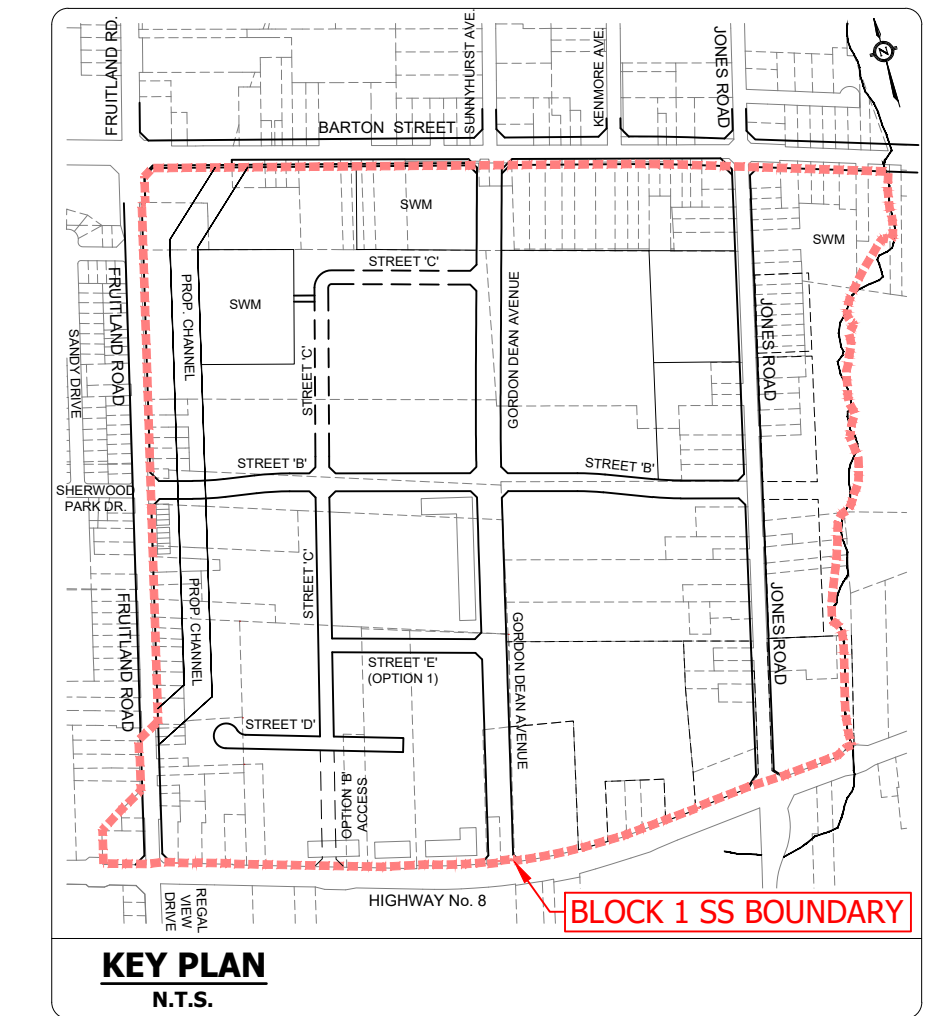 FRUITLAND RD.
SUNNYHURST AVE.
KENMORE AVE.
JONES ROAD
Z
BARTON STREET
SWM
SWM
STREET 'C'
SWM
PROP. CHANNEL
FRUITLAND ROAD
SANDY DRIVE
STREET 'C'
GORDON DEAN AVENUE
JONES ROAD
STREET 'B'
STREET 'B'
SHERWOOD
PARK DR.
STREET 'C'
PROP. CHANNEL
FRUITLAND ROAD
GORDON DEAN AVENUE
JONES ROAD
STREET 'E'
(OPTION 1)
STREET 'D'
OPTION 'B'
ACCESS
REGAL
VIEW
DRIVE
HIGHWAY No. 8
BLOCK 1 SS BOUNDARY
KEY PLAN
N.T.S.